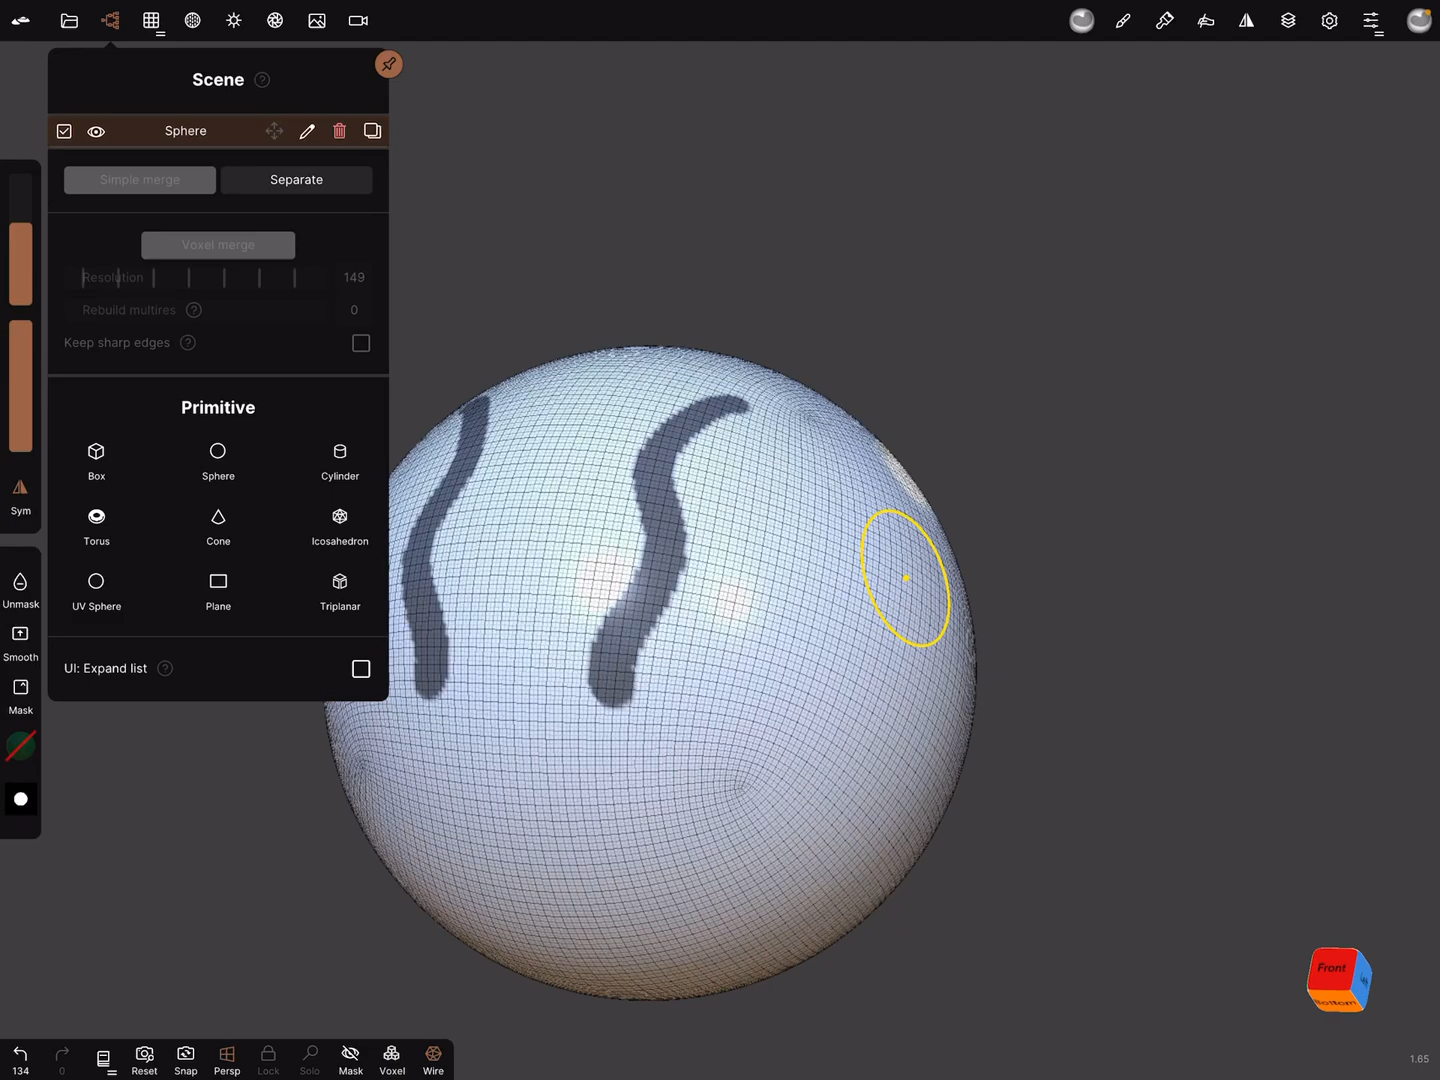 Scene
Sphere
Simple merge
Separate
Voxel merge
Resolution
149
Rebuild multires
0
Keep sharp edges
Primitive
Box
Sphere
Cylinder
Torus
Cone
Icosahedron
UV Sphere
Plane
Triplanar
UI: Expand list
Sym
Unmask
Smooth
Mask
Front
Bottom
134
0
Reset
Snap
Persp
Lock
Solo
Mask
Voxel
Wire
1.65